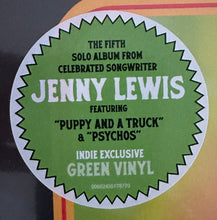 THE FIFTH
SOLO ALBUM FROM
CELEBRATED SONGWRITER
JENNY LEWIS
FEATURING
"PUPPY AND A TRUCK"
& "PSYCHOS"
INDIE EXCLUSIVE
GREEN VINYL